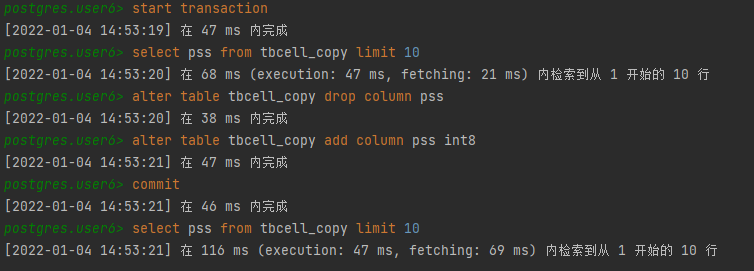 postgres.user6> start transaction
[2022-01-04 14:53:19] 在 47 ms 内完成
postgres.user6> select pss from tbcell_copy limit 10
[2022-01-04 14:53:20] 在 68 ms (execution: 47 ms, fetching: 21 ms) 内检索到从 1 开始的 10 行
postgres.user6> alter table tbcell_copy drop column pss
[2022-01-04 14:53:20] 在 38 ms 内完成
postgres.user6> alter table tbcell_copy add column pss int8
[2022-01-04 14:53:21] 在 47 ms 内完成
postgres.user6> commit
[2022-01-04 14:53:21] 在 46 ms 内完成
postgres.user6> select pss from tbcell_copy limit 10
[2022-01-04 14:53:21] 在 116 ms (execution: 47 ms, fetching: 69 ms) 内检索到从 1 开始的 10 行